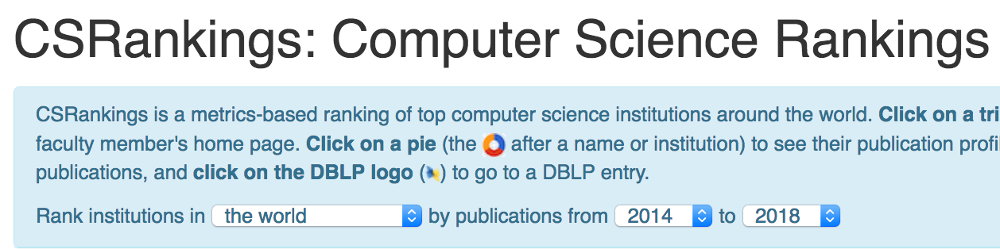 CSRankings: Computer Science Rankings
CSRankings is a metrics-based ranking of top computer science institutions around the world. Click on a tri
faculty member's home page. Click on a pie (the after a name or institution) to see their publication profi
publications, and click on the DBLP logo ( ) to go to a DBLP entry.
Rank institutions in the world by publications from 2014 to 2018